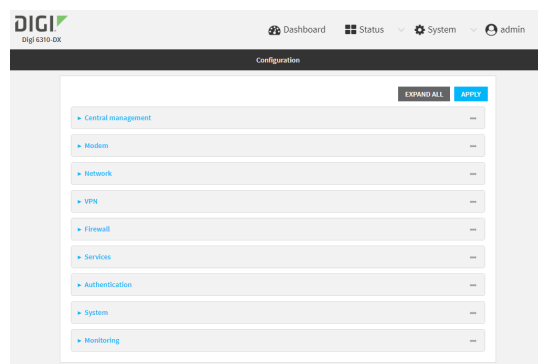 DIGI
Digi 6310-DX
Dashboard Status System admin
Configuration
EXPAND ALL APPLY
Central management
Modem
Network
VPN
Firewall
Services
Authentication
System
Monitoring